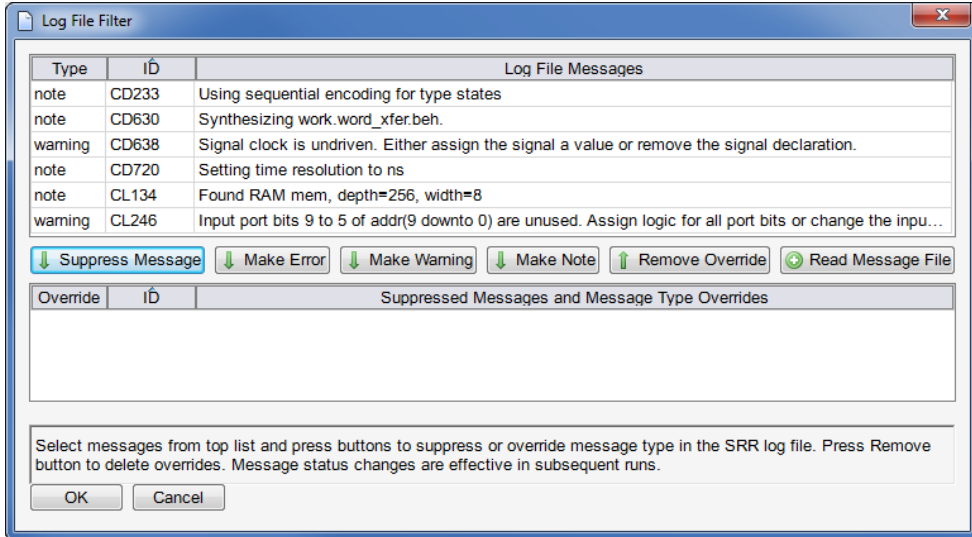 Log File Filter
Type ID Log File Messages
note CD233 Using sequential encoding for type states
note CD630 Synthesizing work.word_xfer.beh.
warning CD638 Signal clock is undriven. Either assign the signal a value or remove the signal declaration.
note CD720 Setting time resolution to ns
note CL134 Found RAM mem, depth=256, width=8
warning CL246 Input port bits 9 to 5 of addr(9 downto 0) are unused. Assign logic for all port bits or change the inpu...
Suppress Message Make Error Make Warning Make Note Remove Override Read Message File
Override ID Suppressed Messages and Message Type Overrides
Select messages from top list and press buttons to suppress or override message type in the SRR log file. Press Remove
button to delete overrides. Message status changes are effective in subsequent runs.
OK Cancel